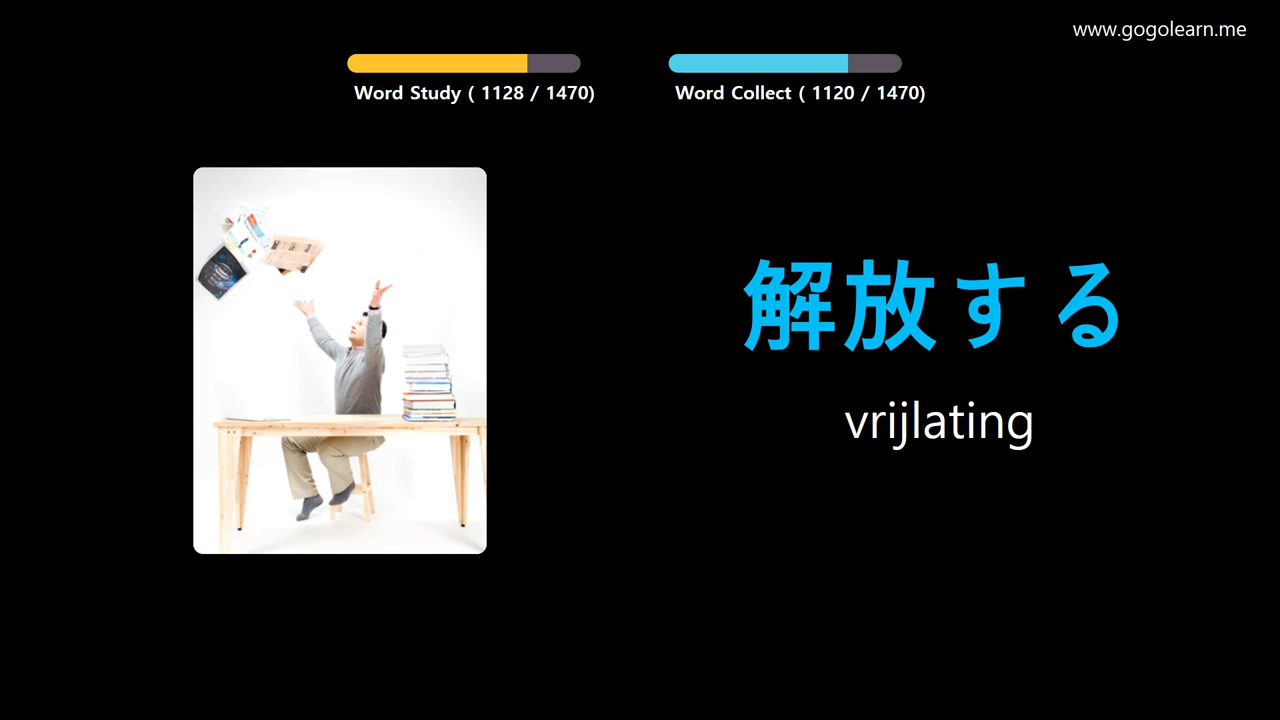 www.gogolearn.me
Word Study ( 1128 / 1470)
Word Collect ( 1120 / 1470)
解放する
vrijlating